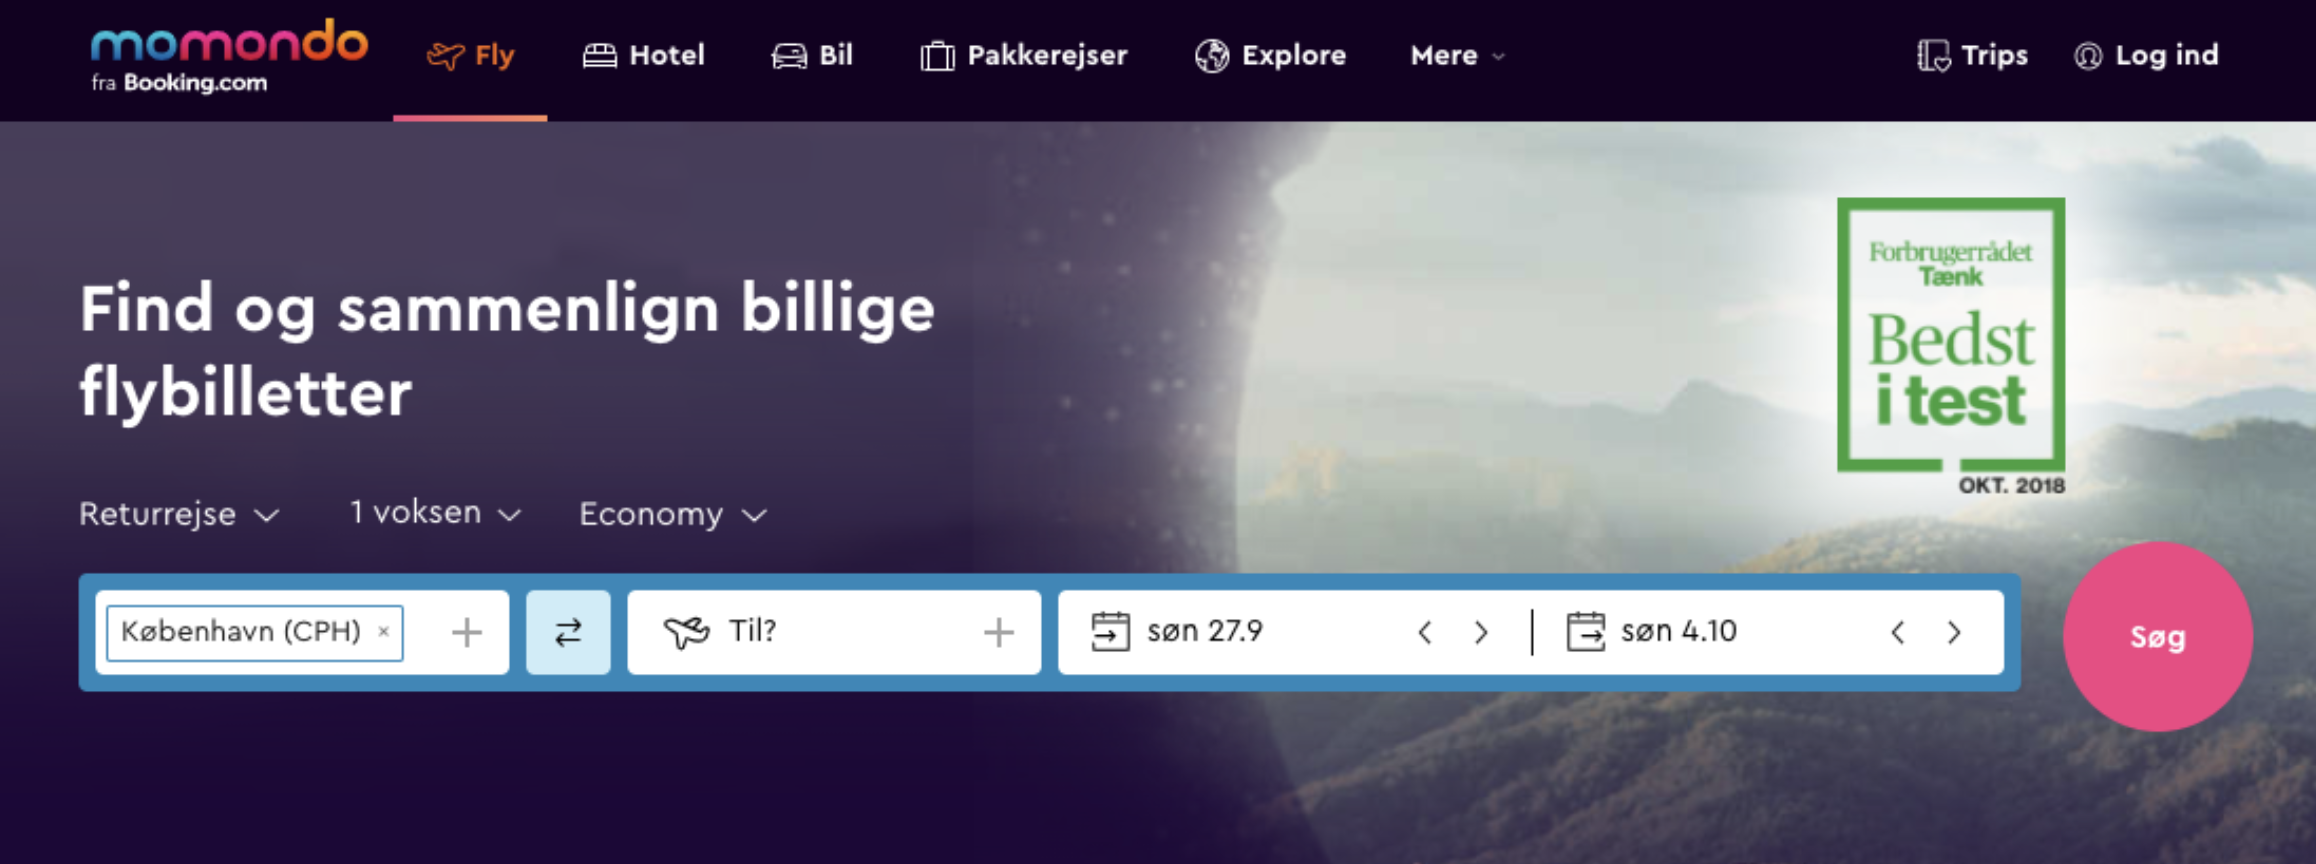 momondo
fra Booking.com
Fly
Hotel
Bil
Pakkerejser
Explore
Mere
Trips
Log ind
Find og sammenlign billige
flybilletter
Forbrugerrådet
Tænk
Bedst
i test
OKT. 2018
Returrejse
1 voksen
Economy
København (CPH) ×
Til?
søn 27.9
søn 4.10
Søg